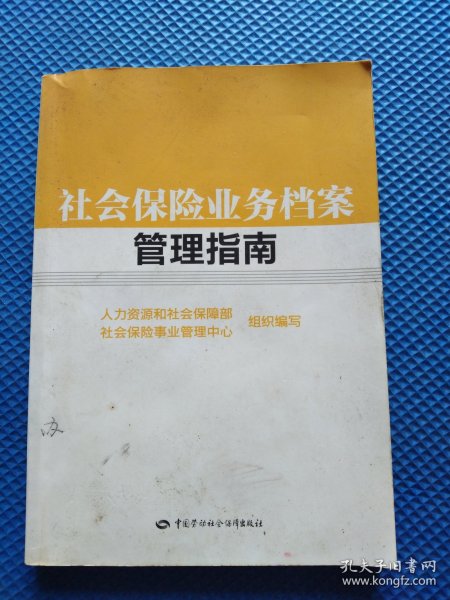 社会保险业务档案
管理指南
人力资源和社会保障部
社会保险事业管理中心
组织编写
办
中国劳动社会保障出版社
孔夫子旧书网
www.kongfz.com